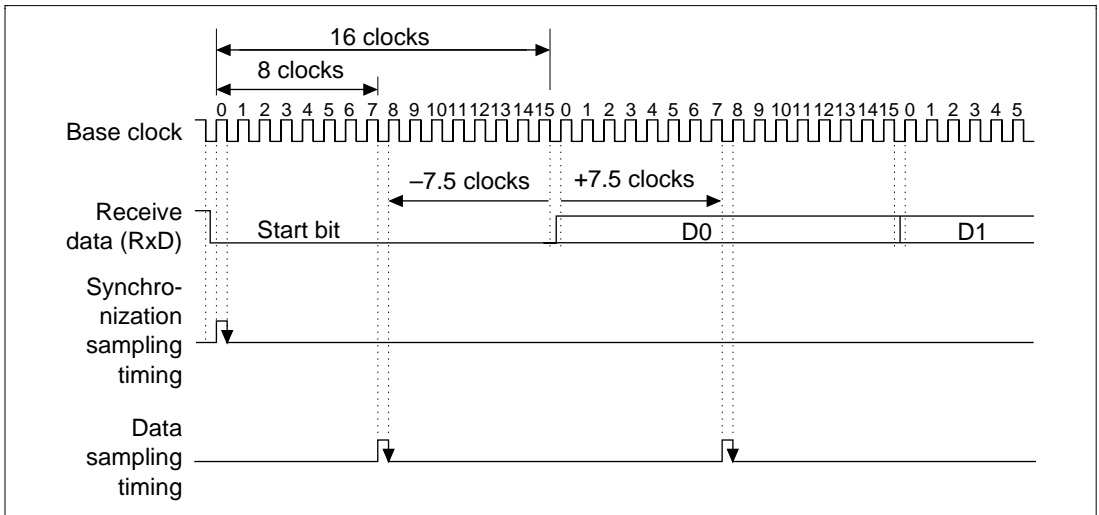 16 clocks
8 clocks
0 1 2 3 4 5 6 7 8 9 10 11 12 13 14 15 0 1 2 3 4 5 6 7 8 9 10 11 12 13 14 15 0 1 2 3 4 5
Base clock
–7.5 clocks +7.5 clocks
Receive
data (RxD)
Start bit D0 D1
Synchro-
nization
sampling
timing
Data
sampling
timing